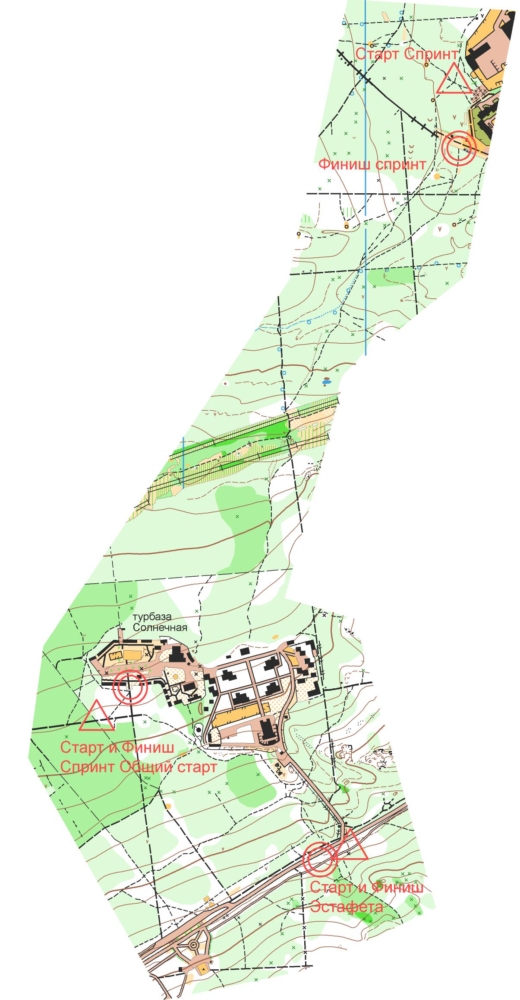 Старт Спринт
Финиш спринт
турбаза
Солнечная
Старт и Финиш
Спринт Общий старт
Старт и Финиш
Эстафета